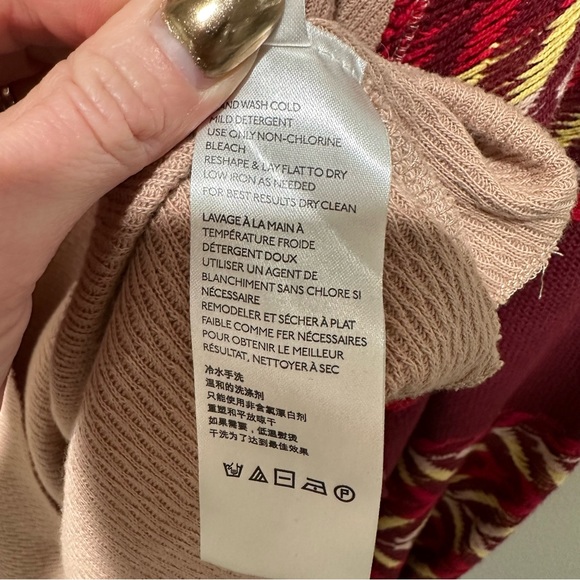 HAND WASH COLD
MILD DETERGENT
USE ONLY NON-CHLORINE
BLEACH
RESHAPE & LAY FLAT TO DRY
LOW IRON AS NEEDED
FOR BEST RESULTS DRY CLEAN
LAVAGE À LA MAIN À
TEMPÉRATURE FROIDE
DÉTERGENT DOUX
UTILISER UN AGENT DE
BLANCHIMENT SANS CHLORE SI
NÉCESSAIRE
REMODELER ET SÉCHER À PLAT
FAIBLE COMME FER NÉCESSAIRES
POUR OBTENIR LE MEILLEUR
RÉSULTAT, NETTOYER À SEC
冷水手洗
温和的洗涤剂
只能使用非含氯漂白剂
重塑和平放晾干
如果需要，低温熨烫
干洗为了达到最佳效果
P